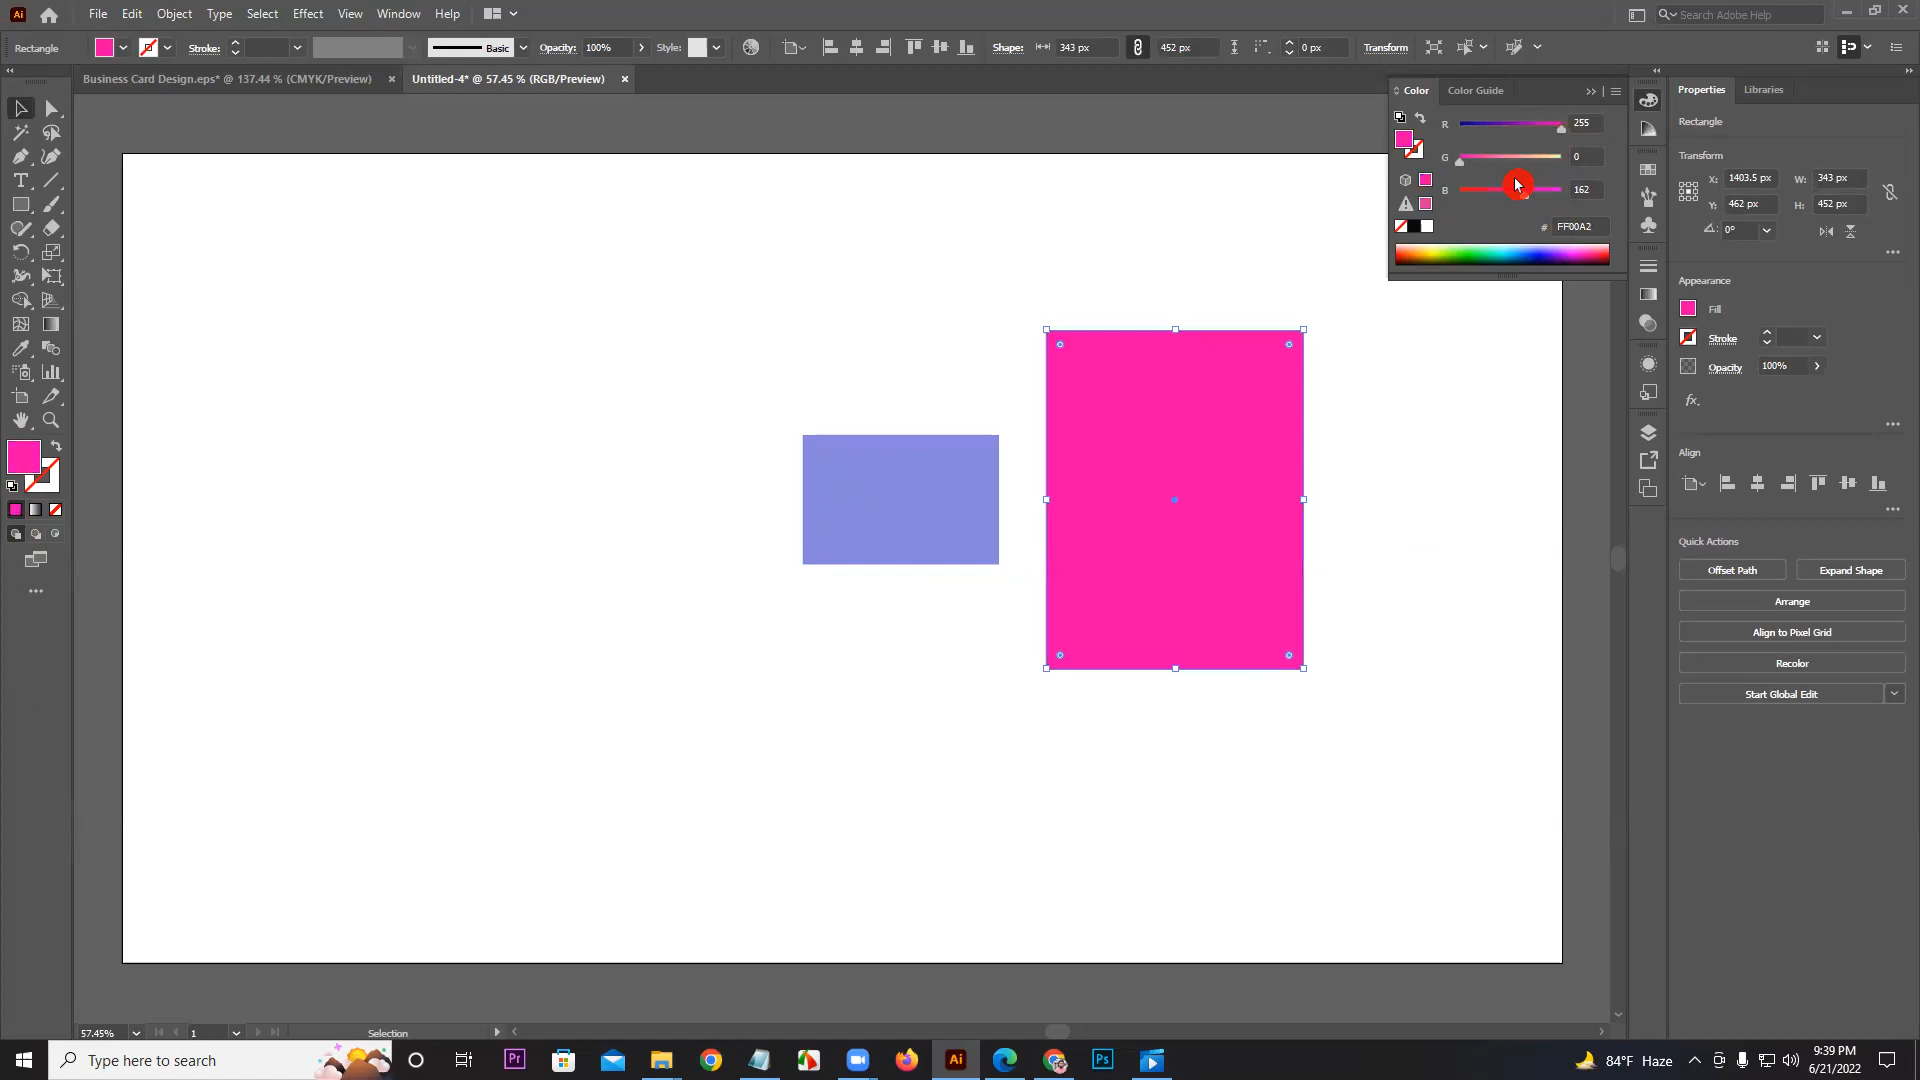 Ai File Edit Object Type Select Effect View Window Help Search Adobe Help
Rectangle Stroke: Basic Opacity: 100% Style: Shape: 343 px 452 px 0 px Transform
Business Card Design.eps* @ 137.44 % (CMYK/Preview) Untitled-4* @ 57.45 % (RGB/Preview)
Color Color Guide
R 255
G 0
B 162
# FF00A2
Properties Libraries
Rectangle
Transform
X: 1403.5 px W: 343 px
Y: 462 px H: 452 px
0°
Appearance
Fill
Stroke
Opacity 100%
fx.
Align
Quick Actions
Offset Path Expand Shape
Arrange
Align to Pixel Grid
Recolor
Start Global Edit
57.45% 1 Selection
Type here to search Pr Ai Ps 84°F Haze 9:39 PM
6/21/2022